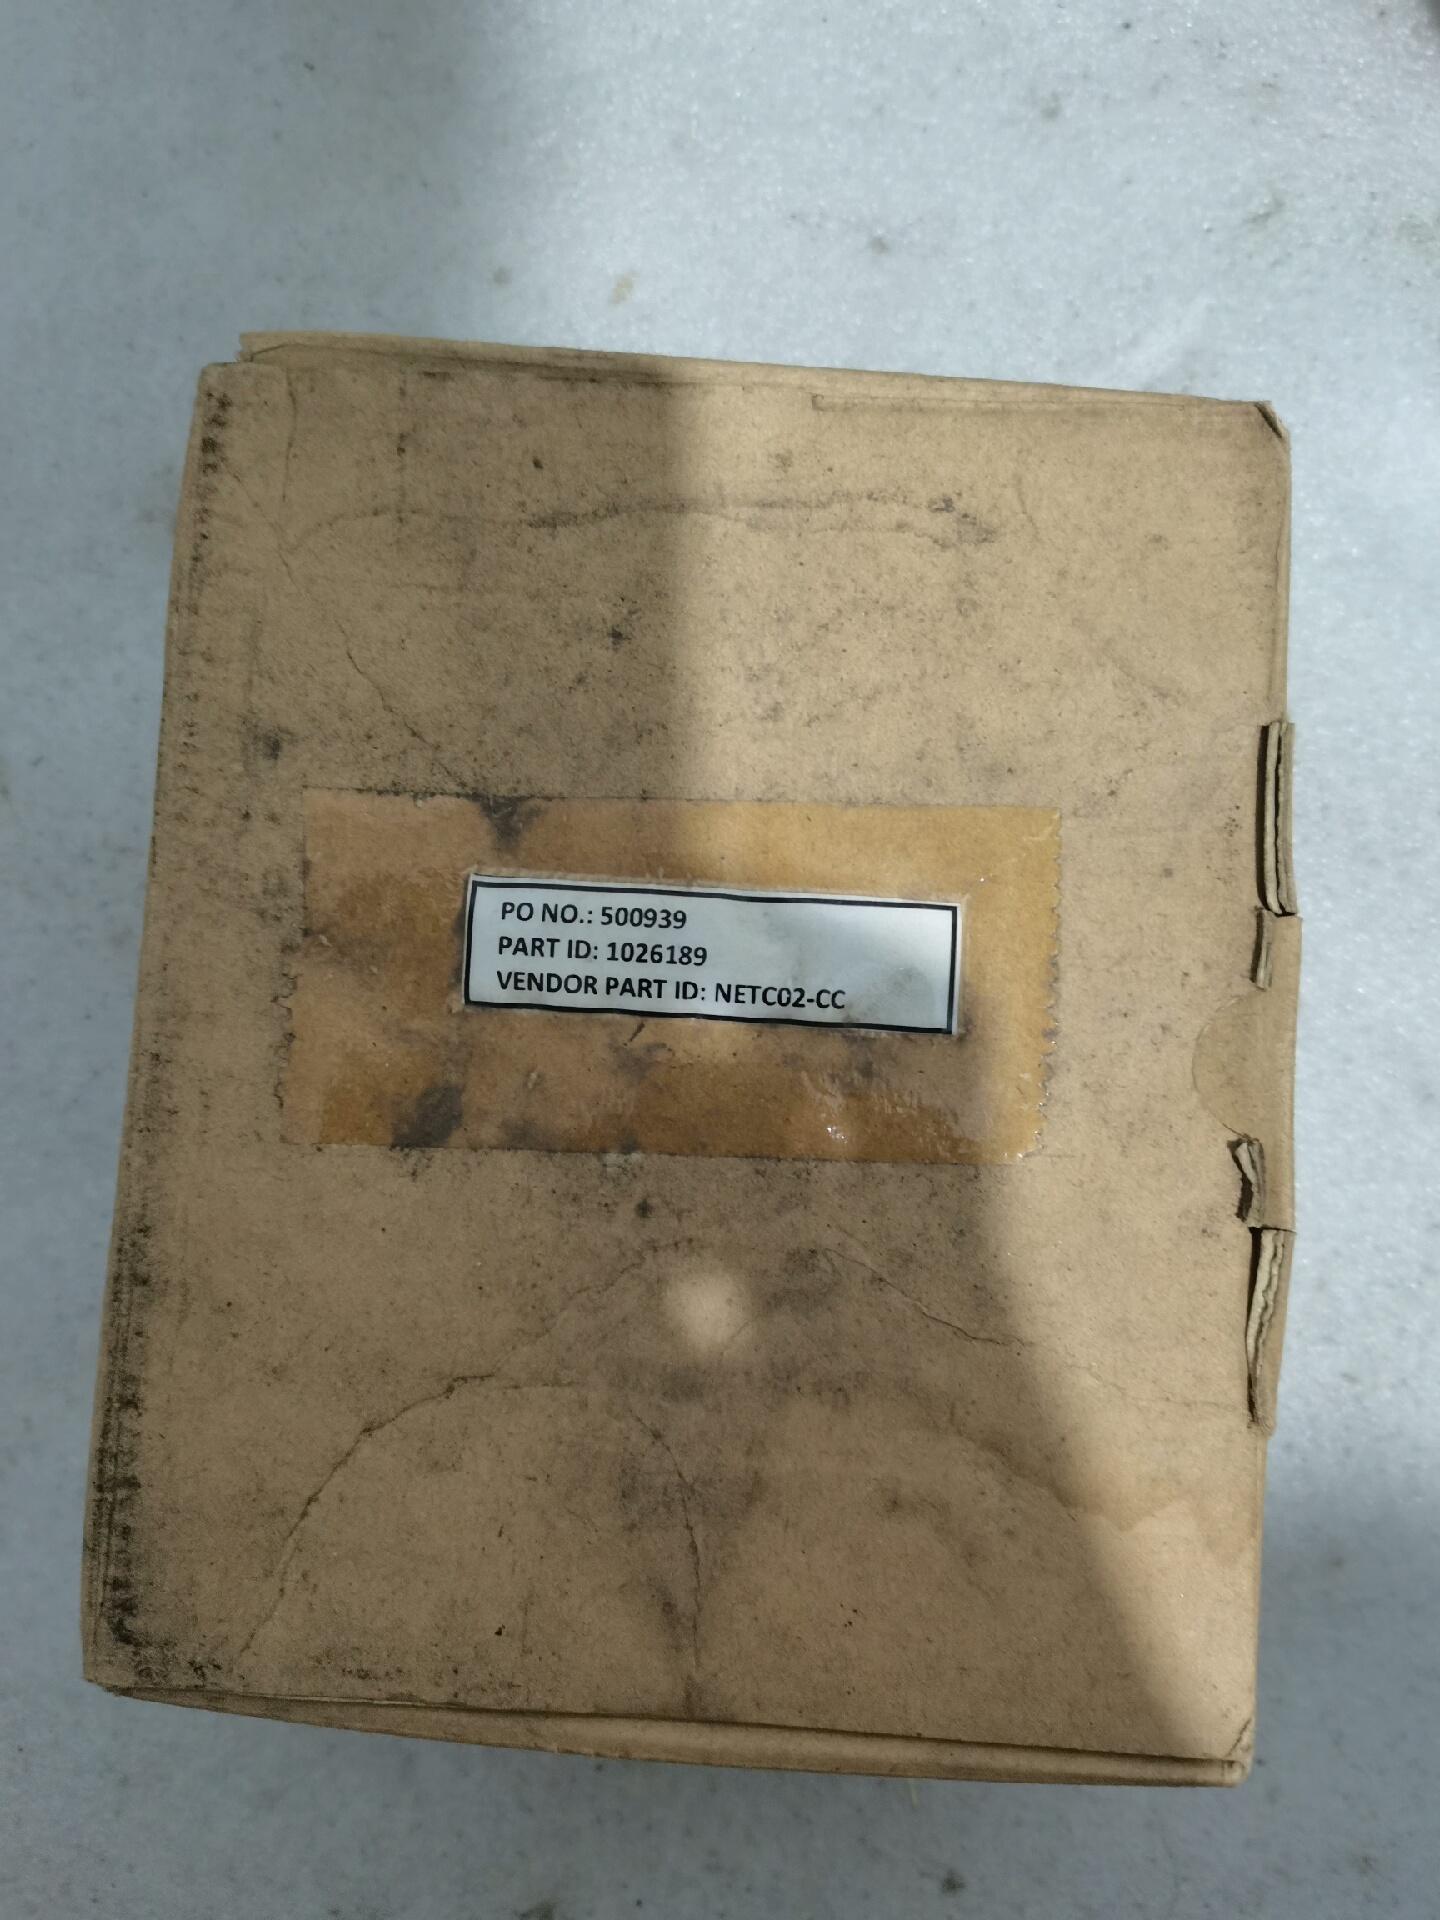 PO NO.: 500939
PART ID: 1026189
VENDOR PART ID: NETC02-CC